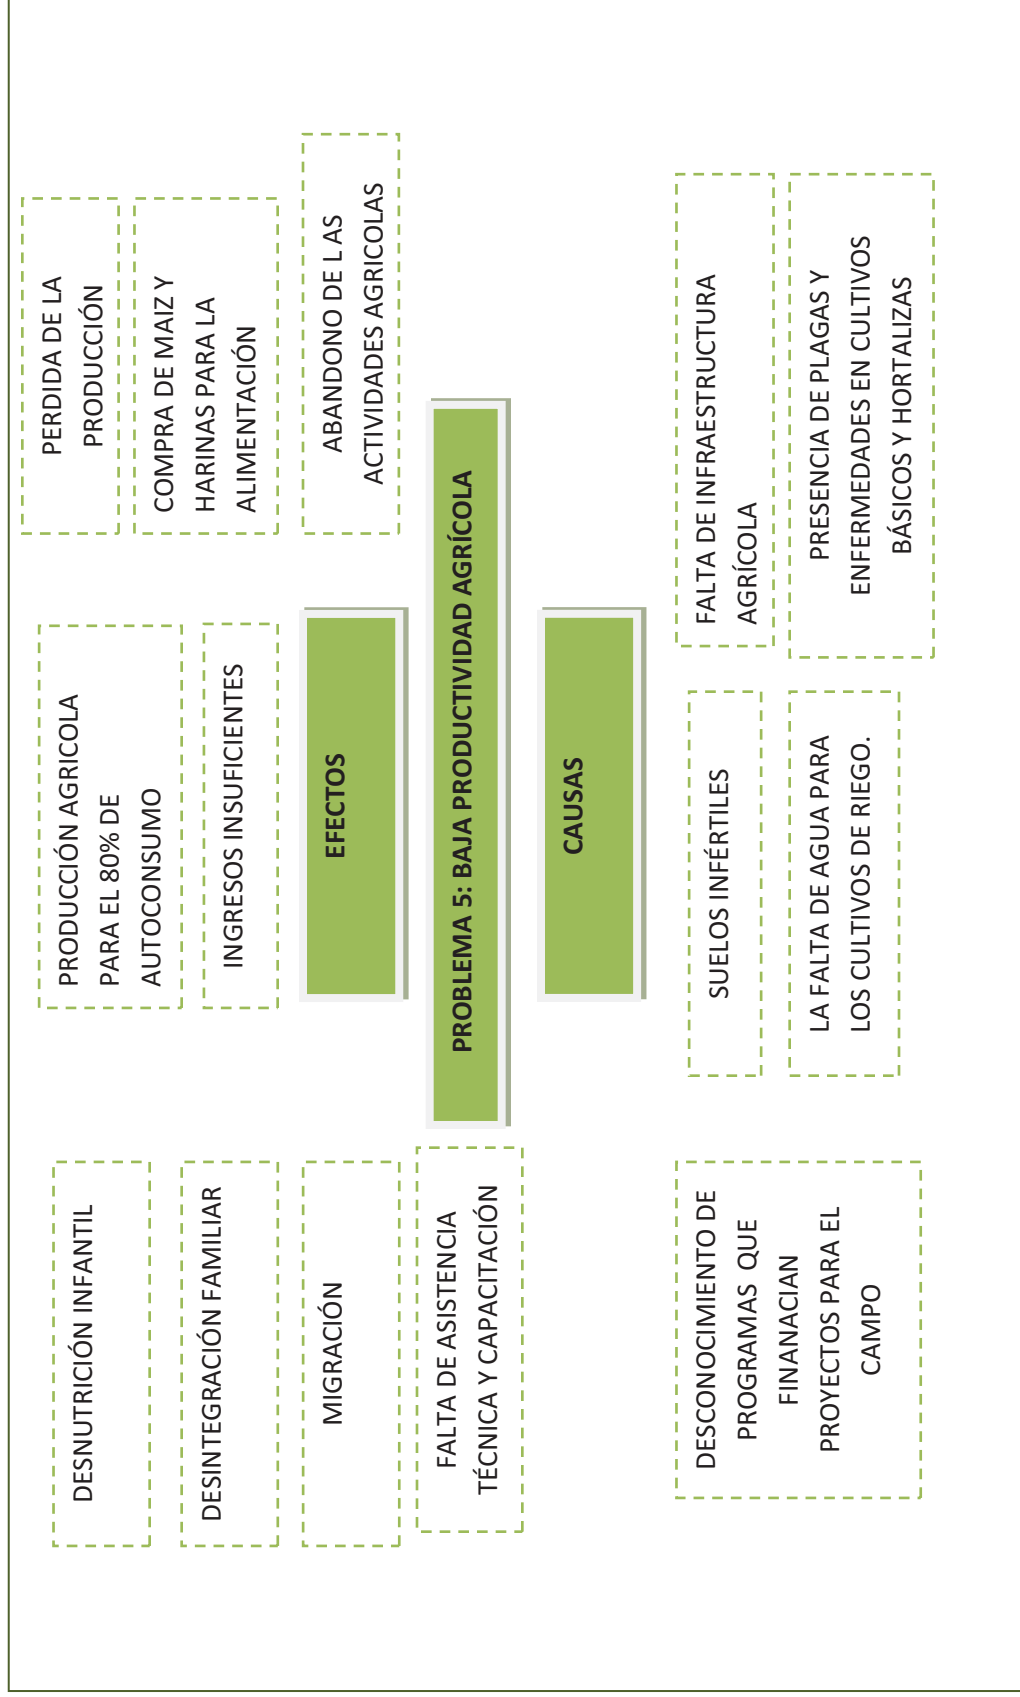 DESNUTRICIÓN INFANTIL
DESINTEGRACIÓN FAMILIAR
MIGRACIÓN
FALTA DE ASISTENCIA
TÉCNICA Y CAPACITACIÓN
PRODUCCIÓN AGRICOLA
PARA EL 80% DE
AUTOCONSUMO
INGRESOS INSUFICIENTES
PERDIDA DE LA
PRODUCCIÓN
COMPRA DE MAIZ Y
HARINAS PARA LA
ALIMENTACIÓN
ABANDONO DE L AS
ACTIVIDADES AGRICOLAS
EFECTOS
PROBLEMA 5: BAJA PRODUCTIVIDAD AGRÍCOLA
CAUSAS
DESCONOCIMIENTO DE
PROGRAMAS QUE
FINANACIAN
PROYECTOS PARA EL
CAMPO
SUELOS INFÉRTILES
LA FALTA DE AGUA PARA
LOS CULTIVOS DE RIEGO.
FALTA DE INFRAESTRUCTURA
AGRÍCOLA
PRESENCIA DE PLAGAS Y
ENFERMEDADES EN CULTIVOS
BÁSICOS Y HORTALIZAS